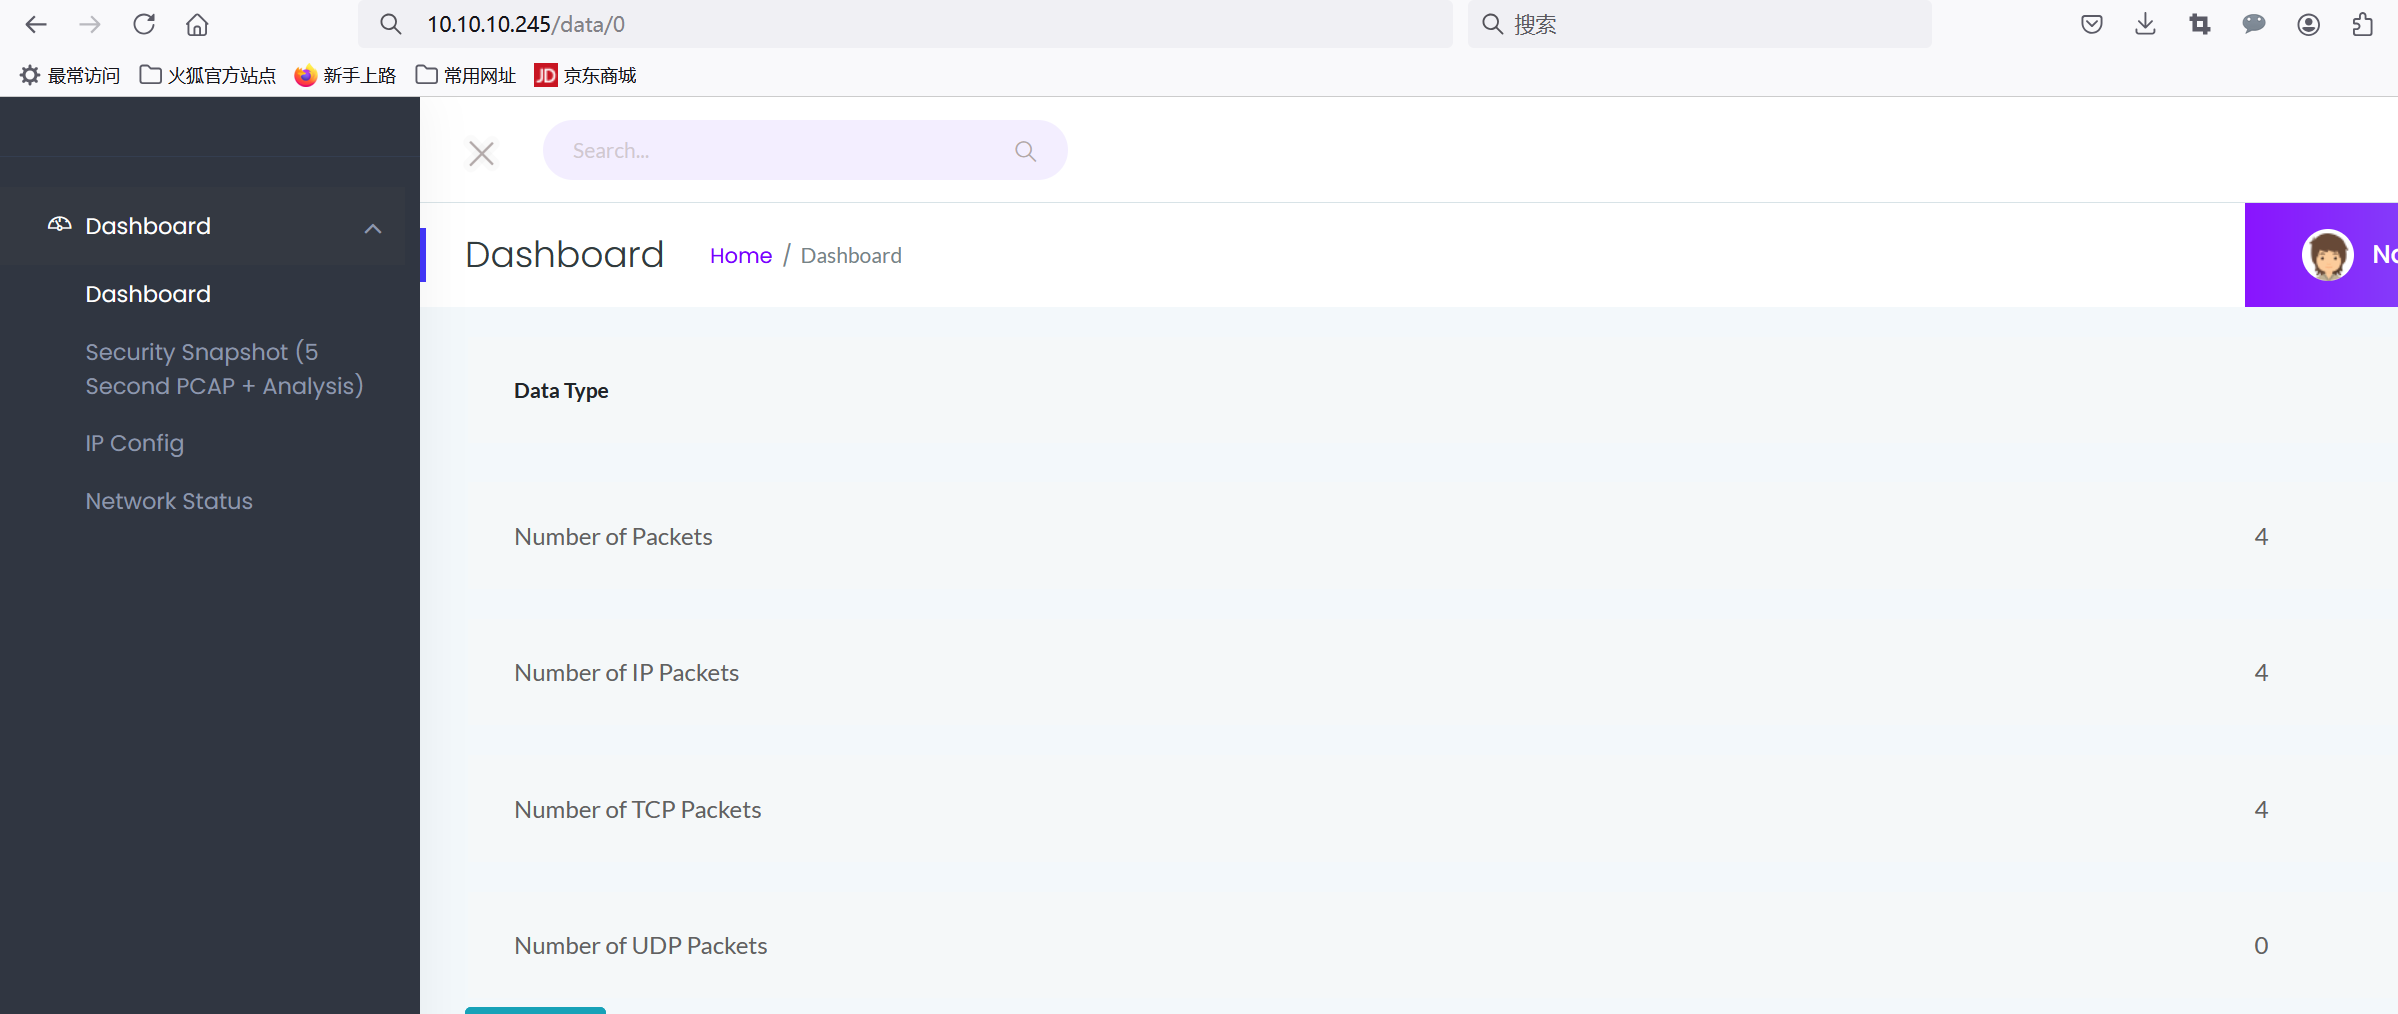 10.10.10.245/data/0
搜索
最常访问 火狐官方站点 新手上路 常用网址 JD 京东商城
Search...
Dashboard
Dashboard
Security Snapshot (5
Second PCAP + Analysis)
IP Config
Network Status
Dashboard Home / Dashboard
Data Type
Number of Packets 4
Number of IP Packets 4
Number of TCP Packets 4
Number of UDP Packets 0